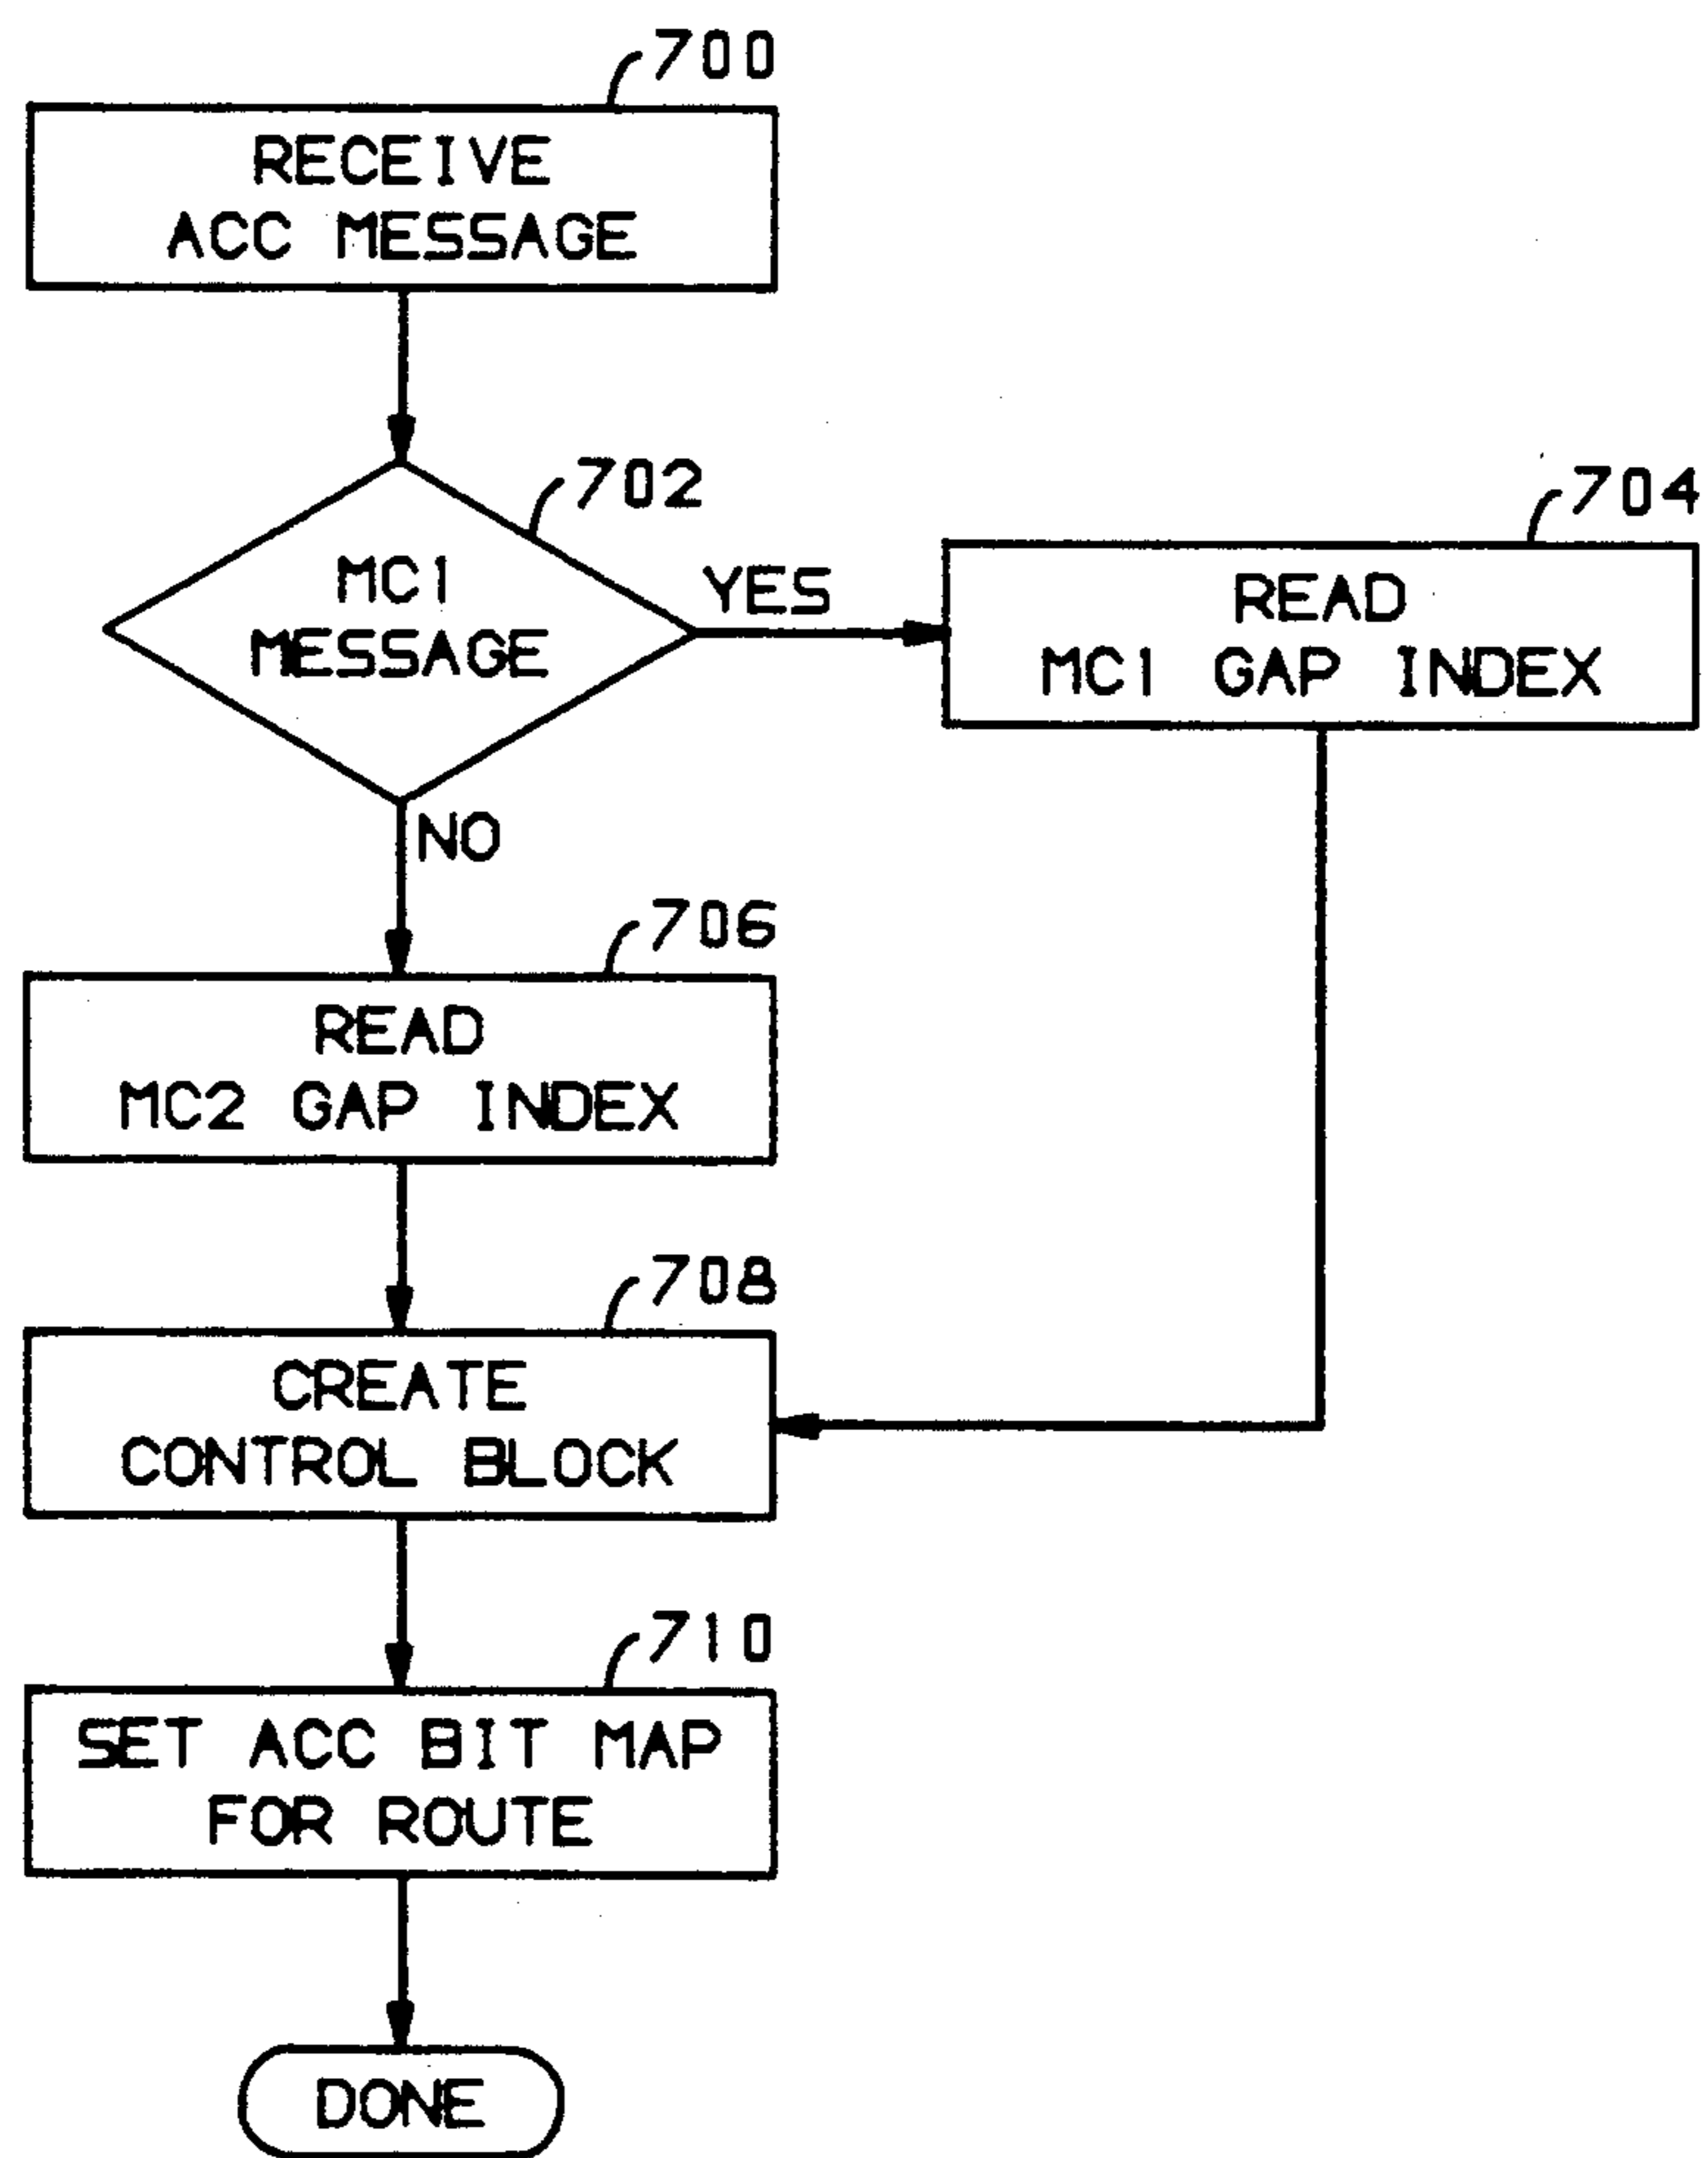 700
RECEIVE
ACC MESSAGE
702
MC1
MESSAGE
YES
704
READ
MC1 GAP INDEX
NO
706
READ
MC2 GAP INDEX
708
CREATE
CONTROL BLOCK
710
SET ACC BIT MAP
FOR ROUTE
DONE